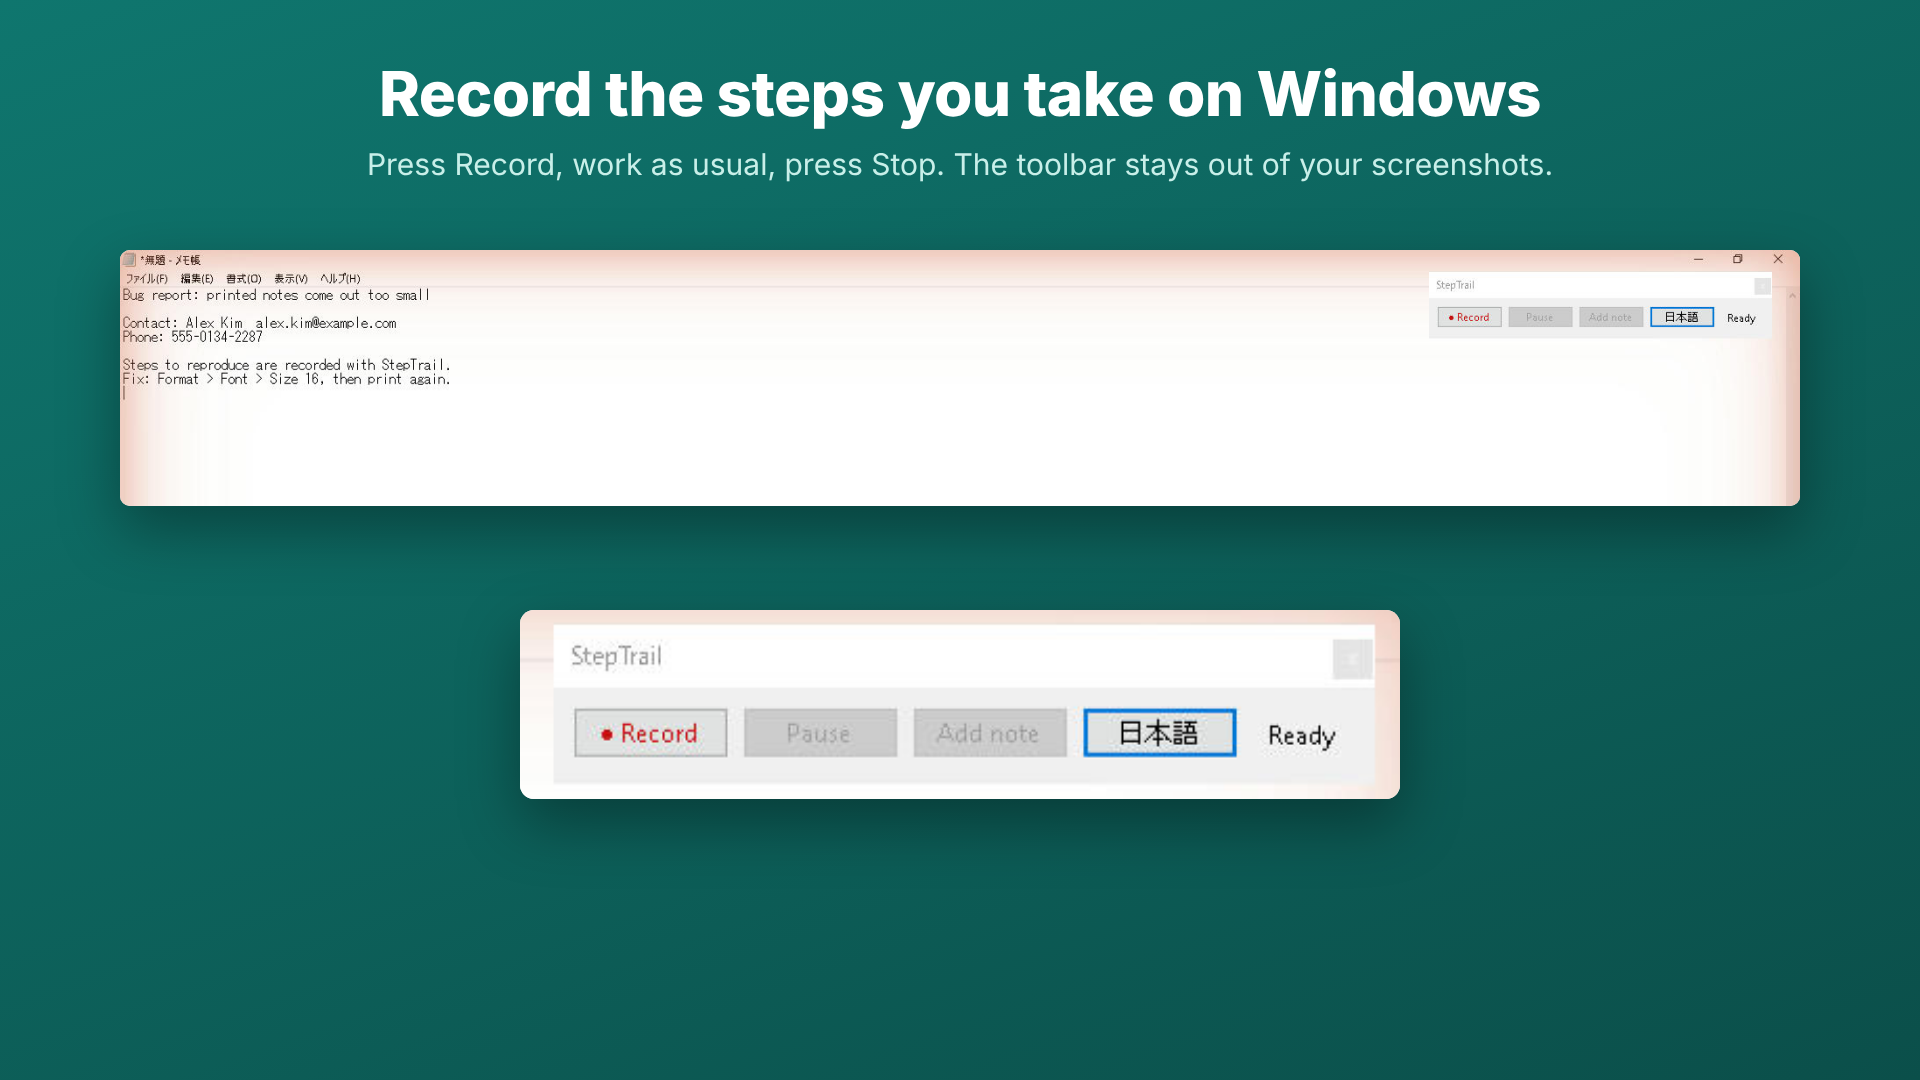 Record the steps you take on Windows
Press Record, work as usual, press Stop. The toolbar stays out of your screenshots.
*無題 - メモ帳
ファイル(F) 編集(E) 書式(O) 表示(V) ヘルプ(H)
Bug report: printed notes come out too small
Contact: Alex Kim alex.kim@example.com
Phone: 555-0134-2287
Steps to reproduce are recorded with StepTrail.
Fix: Format > Font > Size 16, then print again.
StepTrail
● Record Pause Add note 日本語 Ready
StepTrail
● Record Pause Add note 日本語 Ready